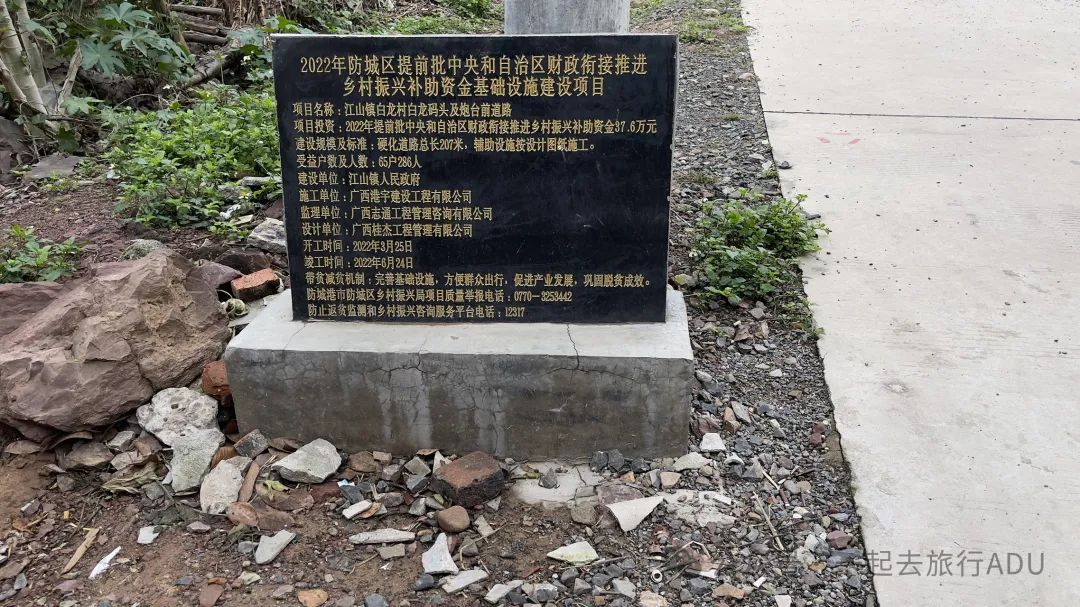 2022年防城区提前批中央和自治区财政衔接推进
乡村振兴补助资金基础设施建设项目
项目名称：江山镇白龙村白龙码头及炮台前道路
项目投资：2022年提前批中央和自治区财政衔接推进乡村振兴补助资金37.6万元
建设规模及标准：硬化道路总长207米，辅助设施按设计图纸施工。
受益户数及人数：65户286人
建设单位：江山镇人民政府
施工单位：广西港宇建设工程有限公司
监理单位：广西志遥工程管理咨询有限公司
设计单位：广西桂杰工程管理有限公司
开工时间：2022年3月25日
竣工时间：2022年6月24日
带贫减贫机制：完善基础设施，方便群众出行，促进产业发展，巩固脱贫成效。
防城港市防城区乡村振兴局项目质量举报电话：0770-3253442
防止返贫监测和乡村振兴咨询服务平台电话：12317
一起去旅行ADU